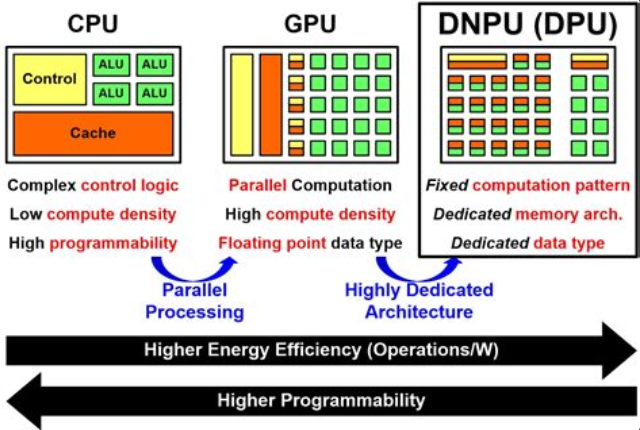 CPU
GPU
DNPU (DPU)
Control
ALU
ALU
ALU
ALU
Cache
Complex control logic
Low compute density
High programmability
Parallel Computation
High compute density
Floating point data type
Fixed computation pattern
Dedicated memory arch.
Dedicated data type
Parallel
Processing
Highly Dedicated
Architecture
Higher Energy Efficiency (Operations/W)
Higher Programmability